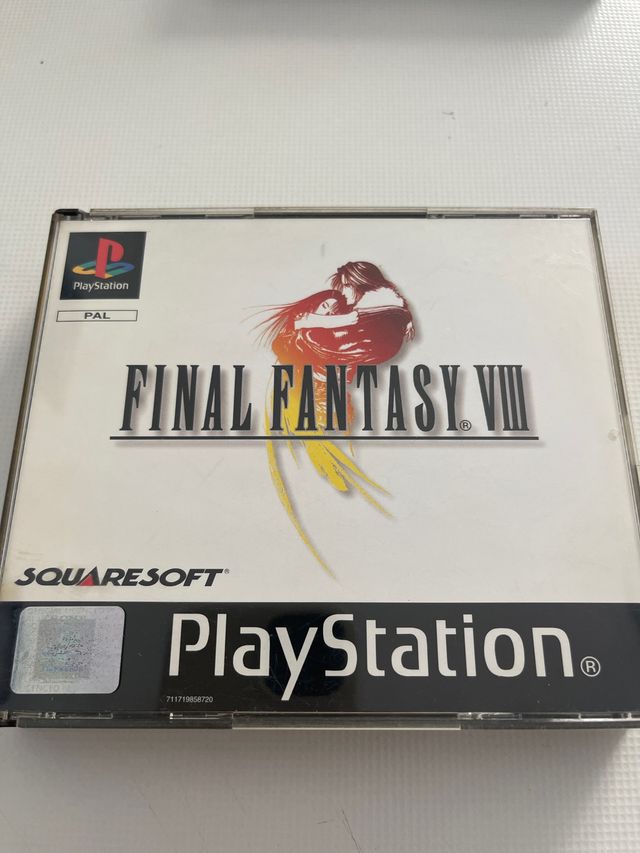 PlayStation
PAL
FINAL FANTASY® VIII
SQUARESOFT®
PlayStation®
711719858720